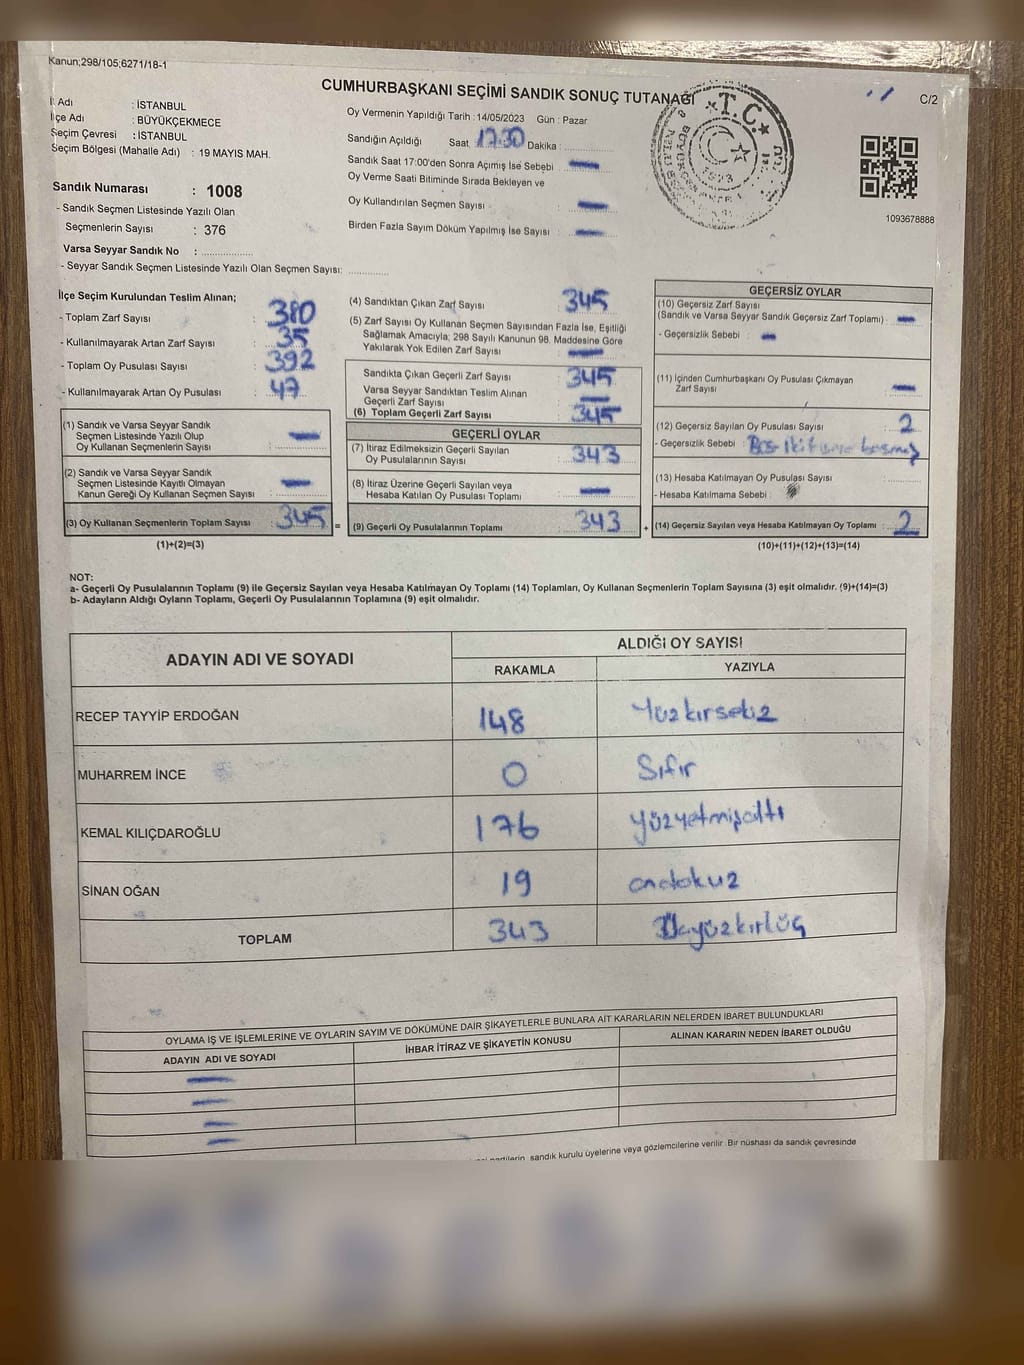 Kanun;298/105,6271/18-1
CUMHURBAŞKANI SEÇİMİ SANDIK SONUÇ TUTANAĞI
C/2
İl Adı : İSTANBUL
İlçe Adı : BÜYÜKÇEKMECE
Seçim Çevresi : İSTANBUL
Seçim Bölgesi (Mahalle Adı) : 19 MAYIS MAH.
Sandık Numarası : 1008
- Sandık Seçmen Listesinde Yazılı Olan
Seçmenlerin Sayısı : 376
Varsa Seyyar Sandık No :
- Seyyar Sandık Seçmen Listesinde Yazılı Olan Seçmen Sayısı:
Oy Vermenin Yapıldığı Tarih : 14/05/2023 Gün : Pazar
Sandığın Açıldığı Saat 17:30 Dakika :
Sandık Saat 17:00'den Sonra Açımış İse Sebebi
Oy Verme Saati Bitiminde Sırada Bekleyen ve
Oy Kullandırılan Seçmen Sayısı
Birden Fazla Sayım Döküm Yapılmış İse Sayısı
T.C.
1093678888
İlçe Seçim Kurulundan Teslim Alınan;
- Toplam Zarf Sayısı 380
- Kullanılmayarak Artan Zarf Sayısı 35
- Toplam Oy Pusulası Sayısı 392
- Kullanılmayarak Artan Oy Pusulası 47
(1) Sandık ve Varsa Seyyar Sandık
Seçmen Listesinde Yazılı Olup
Oy Kullanan Seçmenlerin Sayısı
(2) Sandık ve Varsa Seyyar Sandık
Seçmen Listesinde Kayıtlı Olmayan
Kanun Gereği Oy Kullanan Seçmen Sayısı
(3) Oy Kullanan Seçmenlerin Toplam Sayısı 345 =
(1)+(2)=(3)
(4) Sandıktan Çıkan Zarf Sayısı 345
(5) Zarf Sayısı Oy Kullanan Seçmen Sayısından Fazla İse, Eşitliği
Sağlamak Amacıyla; 298 Sayılı Kanunun 98. Maddesine Göre
Yakılarak Yok Edilen Zarf Sayısı
Sandıkta Çıkan Geçerli Zarf Sayısı 345
Varsa Seyyar Sandıktan Teslim Alınan
Geçerli Zarf Sayısı
(6) Toplam Geçerli Zarf Sayısı 345
GEÇERLİ OYLAR
(7) İtiraz Edilmeksizin Geçerli Sayılan
Oy Pusulalarının Sayısı 343
(8) İtiraz Üzerine Geçerli Sayılan veya
Hesaba Katılan Oy Pusulası Toplamı
(9) Geçerli Oy Pusulalarının Toplamı 343 +
GEÇERSİZ OYLAR
(10) Geçersiz Zarf Sayısı
(Sandık ve Varsa Seyyar Sandık Geçersiz Zarf Toplamı)
- Geçersizlik Sebebi :
(11) İçinden Cumhurbaşkanı Oy Pusulası Çıkmayan
Zarf Sayısı
(12) Geçersiz Sayılan Oy Pusulası Sayısı 2
- Geçersizlik Sebebi
(13) Hesaba Katılmayan Oy Pusulası Sayısı
- Hesaba Katılmama Sebebi :
(14) Geçersiz Sayılan veya Hesaba Katılmayan Oy Toplamı 2
(10)+(11)+(12)+(13)=(14)
NOT:
a- Geçerli Oy Pusulalarının Toplamı (9) ile Geçersiz Sayılan veya Hesaba Katılmayan Oy Toplamı (14) Toplamları, Oy Kullanan Seçmenlerin Toplam Sayısına (3) eşit olmalıdır. (9)+(14)=(3)
b- Adayların Aldığı Oyların Toplamı, Geçerli Oy Pusulalarının Toplamına (9) eşit olmalıdır.
ADAYIN ADI VE SOYADI
ALDIĞI OY SAYISI
RAKAMLA YAZIYLA
RECEP TAYYİP ERDOĞAN 148 Yüzkırsekiz
MUHARREM İNCE 0 Sıfır
KEMAL KILIÇDAROĞLU 176 yüzyetmişaltı
SİNAN OĞAN 19 ondokuz
TOPLAM 343
OYLAMA İŞ VE İŞLEMLERİNE VE OYLARIN SAYIM VE DÖKÜMÜNE DAİR ŞİKAYETLERLE BUNLARA AİT KARARLARIN NELERDEN İBARET BULUNDUKLARI
ADAYIN ADI VE SOYADI İHBAR İTİRAZ VE ŞİKAYETİN KONUSU ALINAN KARARIN NEDEN İBARET OLDUĞU
sandık kurulu üyelerine veya gözlemcilerine verilir. Bir nüshası da sandık çevresinde